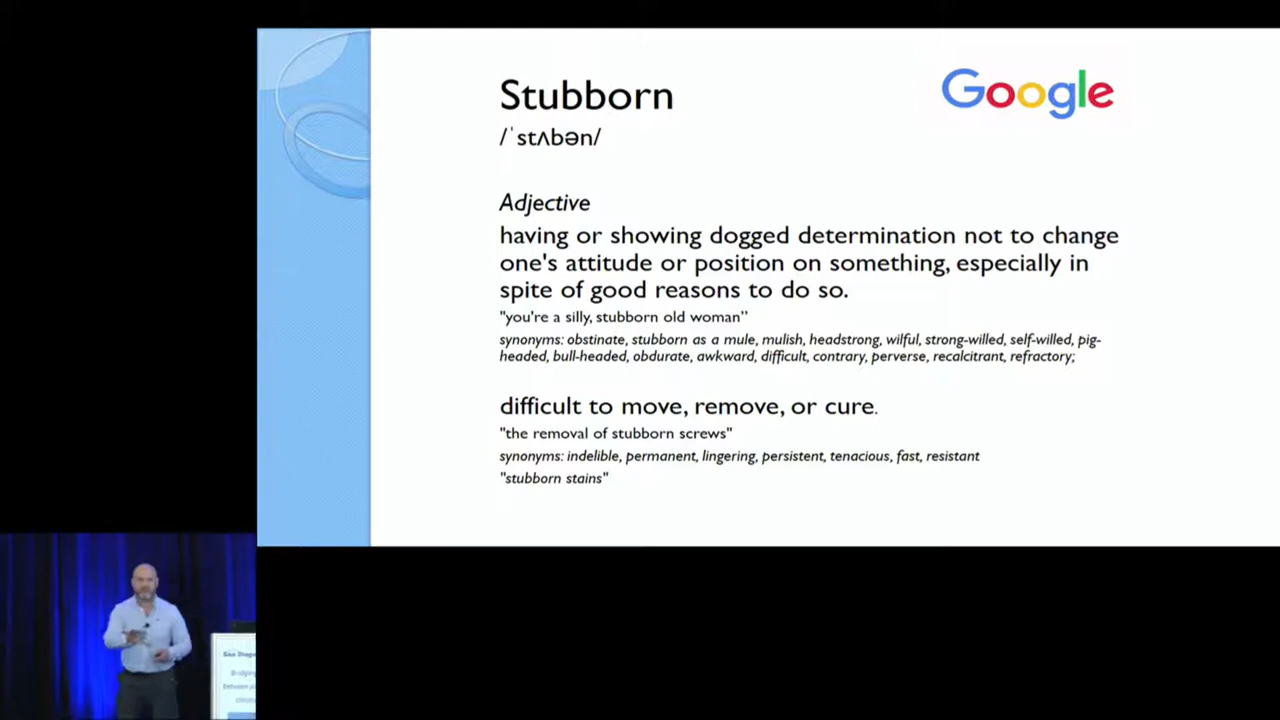 Stubborn
Google
/ˈstʌbən/
Adjective
having or showing dogged determination not to change
one's attitude or position on something, especially in
spite of good reasons to do so.
"you're a silly, stubborn old woman”
synonyms: obstinate, stubborn as a mule, mulish, headstrong, wilful, strong-willed, self-willed, pig-
headed, bull-headed, obdurate, awkward, difficult, contrary, perverse, recalcitrant, refractory;
difficult to move, remove, or cure.
"the removal of stubborn screws"
synonyms: indelible, permanent, lingering, persistent, tenacious, fast, resistant
"stubborn stains"
San Diego
Bridging
between